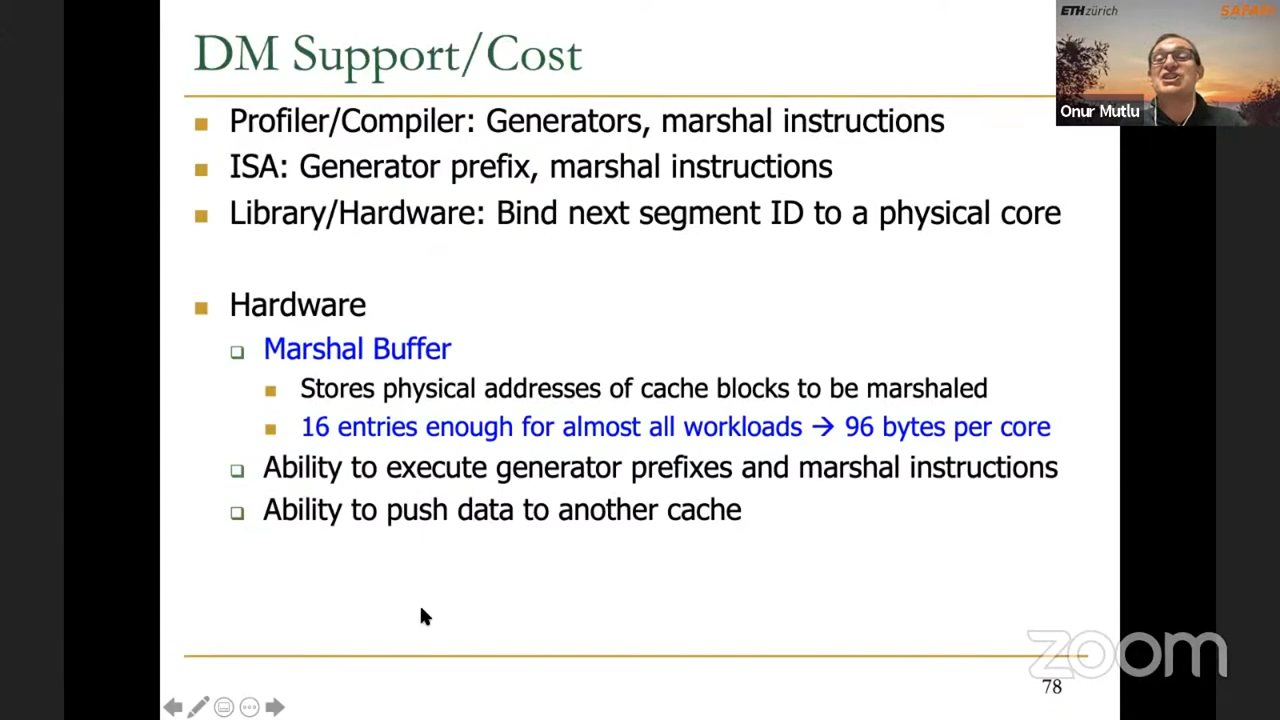 DM Support/Cost
Profiler/Compiler: Generators, marshal instructions
ISA: Generator prefix, marshal instructions
Library/Hardware: Bind next segment ID to a physical core
Hardware
Marshal Buffer
Stores physical addresses of cache blocks to be marshaled
16 entries enough for almost all workloads → 96 bytes per core
Ability to execute generator prefixes and marshal instructions
Ability to push data to another cache
78
ETH zürich
SAFARI
Onur Mutlu
zoom